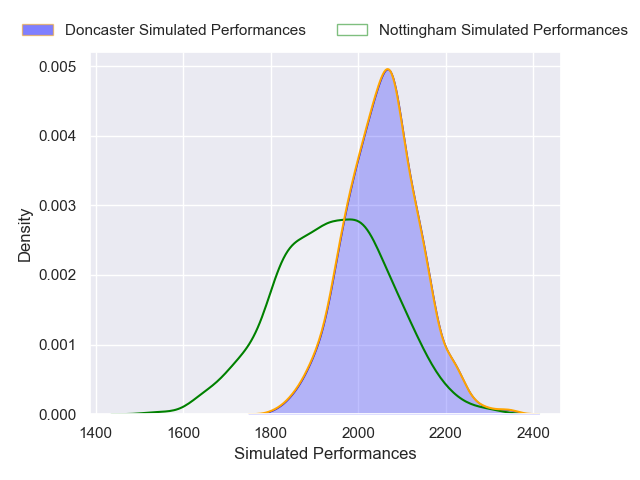 Doncaster Simulated Performances Nottingham Simulated Performances
0.005
0.004
0.003
0.002
0.001
0.000
Density
1400 1600 1800 2000 2200 2400
Simulated Performances